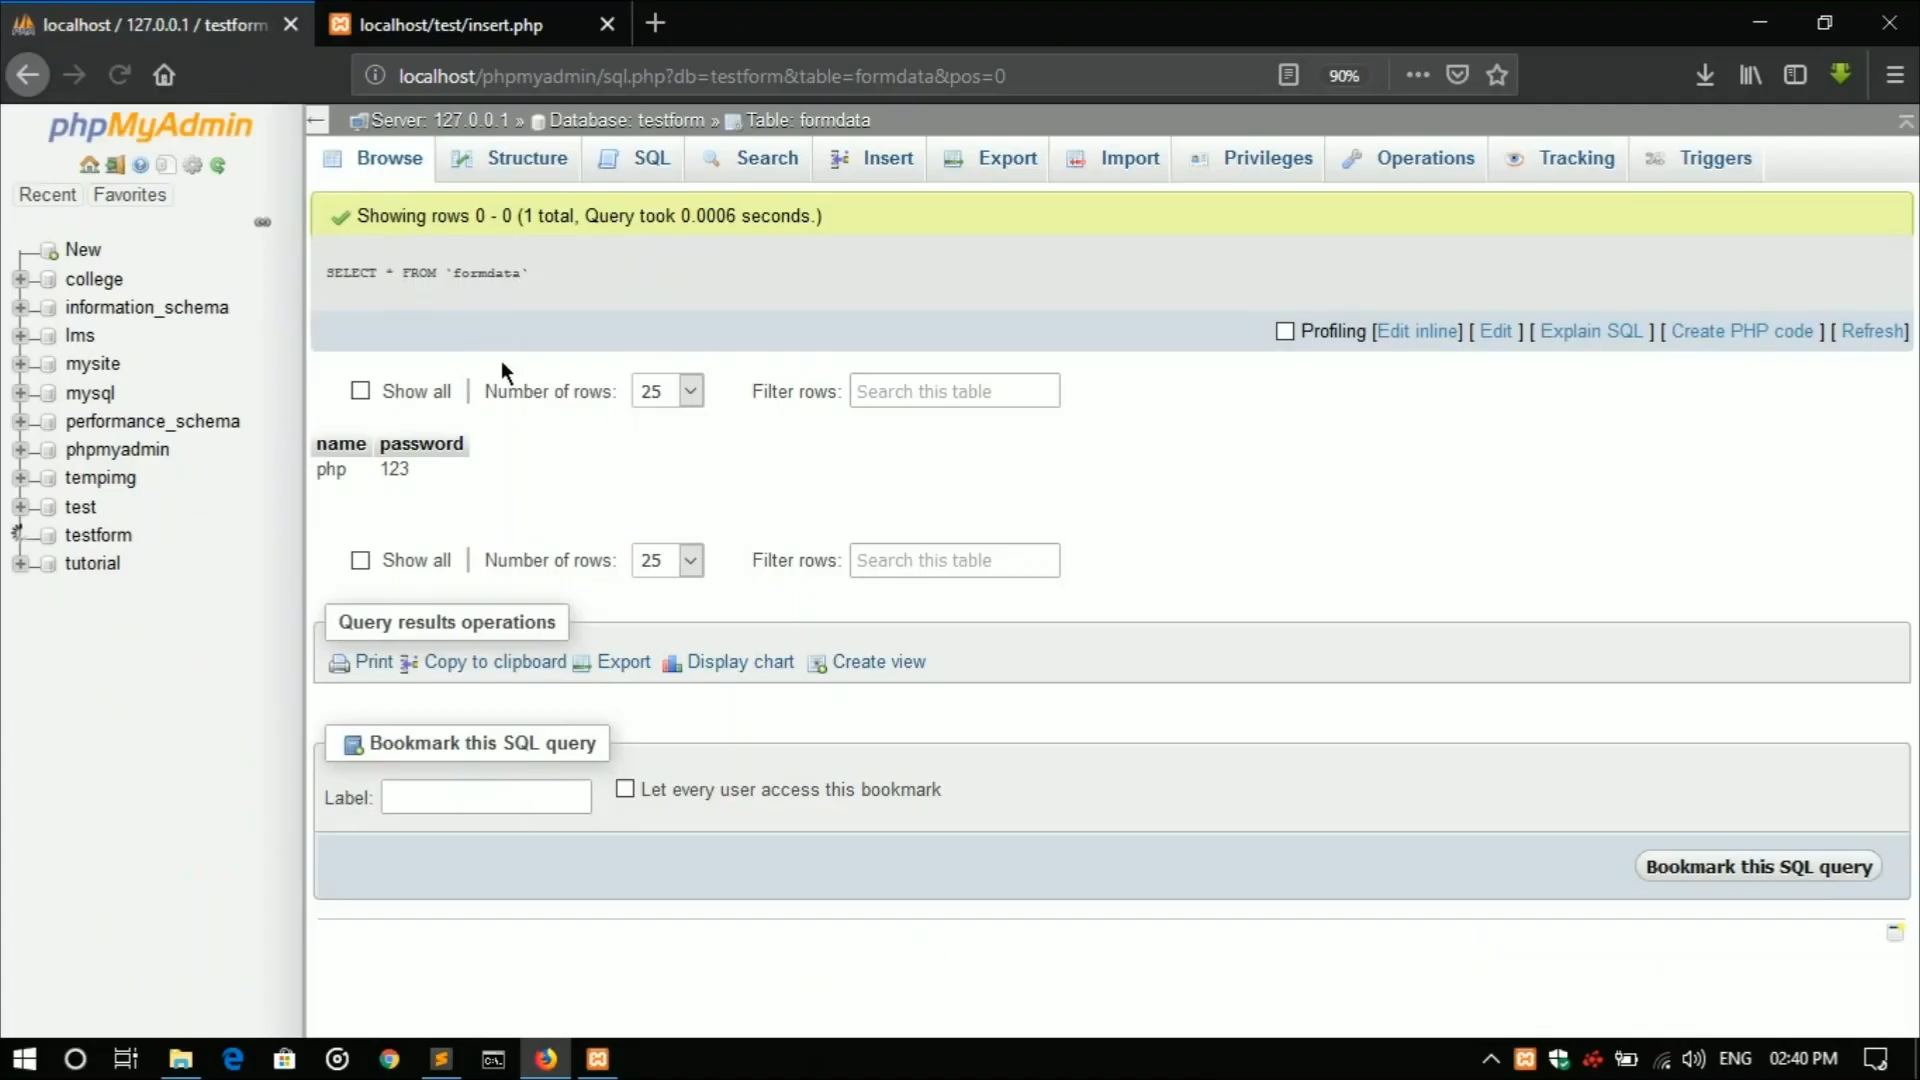 localhost / 127.0.0.1 / testform
localhost/test/insert.php
localhost/phpmyadmin/sql.php?db=testform&table=formdata&pos=0
90%
phpMyAdmin
Recent Favorites
New
college
information_schema
lms
mysite
mysql
performance_schema
phpmyadmin
tempimg
test
testform
tutorial
Server: 127.0.0.1 » Database: testform » Table: formdata
Browse Structure SQL Search Insert Export Import Privileges Operations Tracking Triggers
Showing rows 0 - 0 (1 total, Query took 0.0006 seconds.)
SELECT * FROM `formdata`
Profiling [Edit inline] [ Edit ] [ Explain SQL ] [ Create PHP code ] [ Refresh]
Show all | Number of rows: 25 Filter rows: Search this table
name password
php 123
Show all | Number of rows: 25 Filter rows: Search this table
Query results operations
Print Copy to clipboard Export Display chart Create view
Bookmark this SQL query
Label: Let every user access this bookmark
Bookmark this SQL query
ENG 02:40 PM